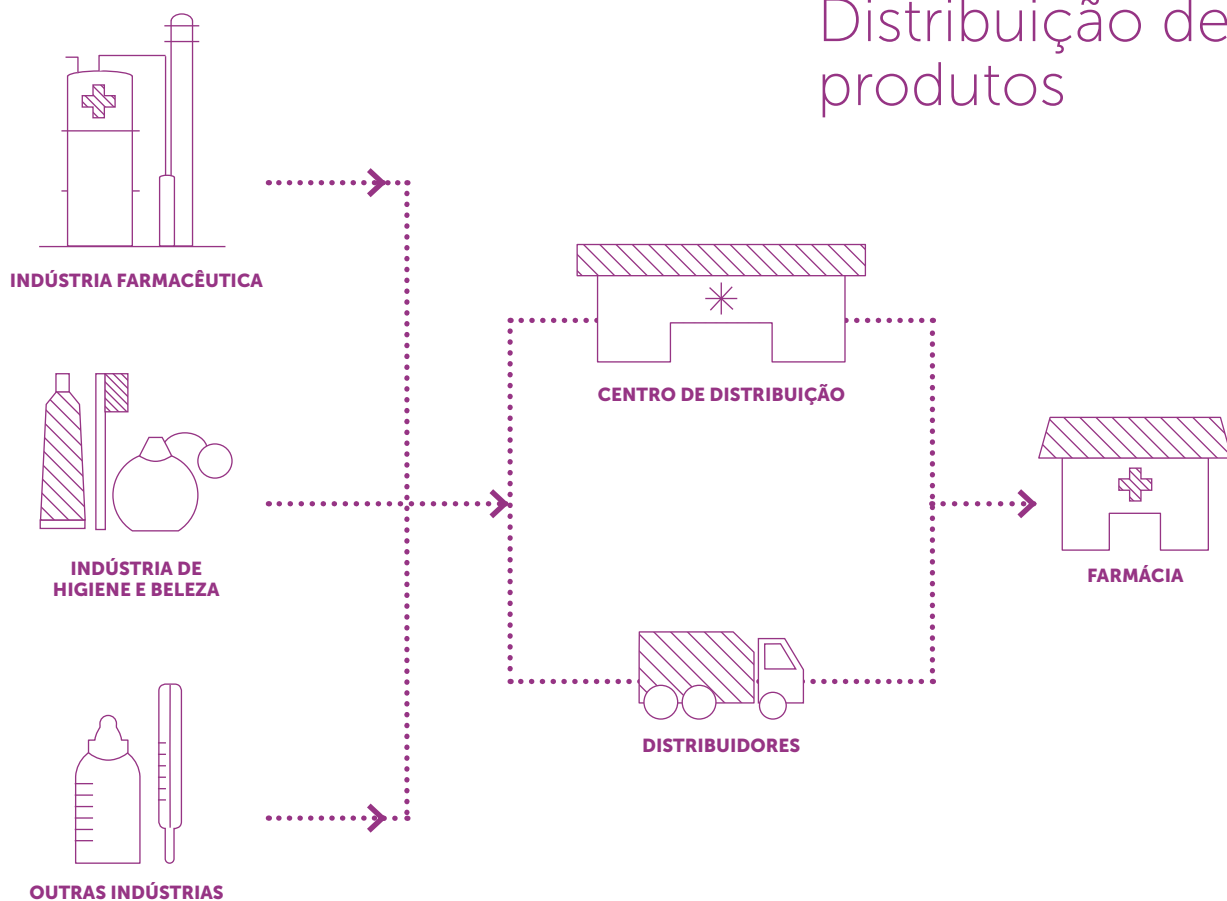 Distribuição de
produtos
INDÚSTRIA FARMACÊUTICA
CENTRO DE DISTRIBUIÇÃO
INDÚSTRIA DE
HIGIENE E BELEZA
FARMÁCIA
DISTRIBUIDORES
OUTRAS INDÚSTRIAS